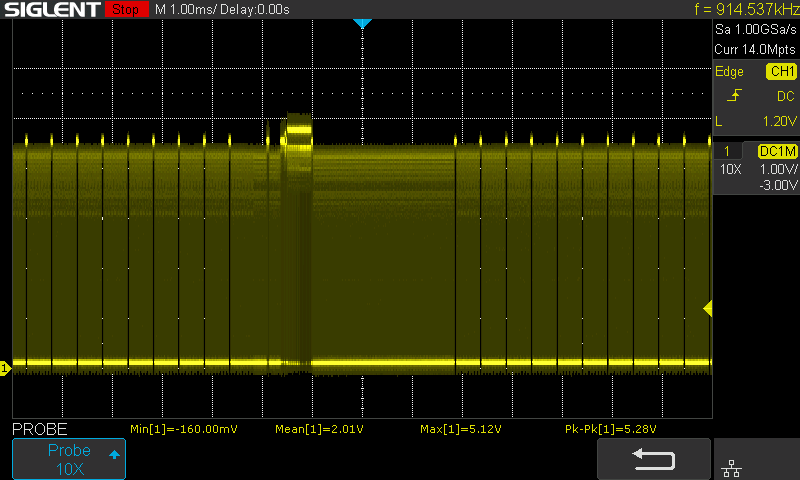 SIGLENT Stop M 1.00ms/ Delay:0.00s f = 914.537kHz
Sa 1.00GSa/s
Curr 14.0Mpts
Edge CH1
DC
L 1.20V
1 DC1M
10X 1.00V/
-3.00V
1
PROBE Min[1]=-160.00mV Mean[1]=2.01V Max[1]=5.12V Pk-Pk[1]=5.28V
Probe
10X